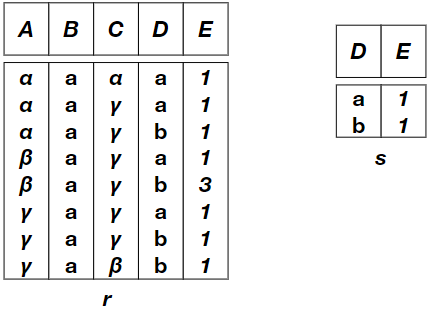 A B C D E
α a α a 1
α a γ a 1
α a γ b 1
β a γ a 1
β a γ b 3
γ a γ a 1
γ a γ b 1
γ a β b 1
r
D E
a 1
b 1
s